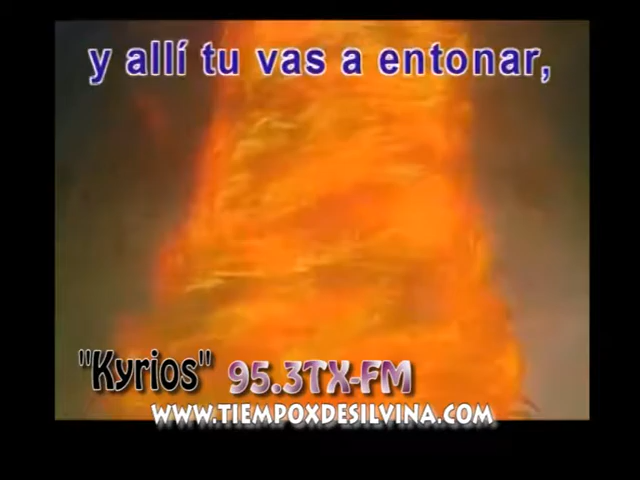 y allí tu vas a entonar,
"Kyrios" 95.3TX-FM
WWW.TIEMPOXDESILVINA.COM